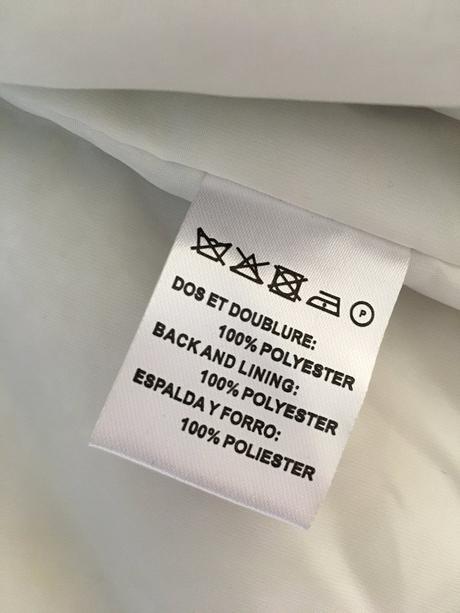 P
DOS ET DOUBLURE:
100% POLYESTER
BACK AND LINING:
100% POLYESTER
ESPALDA Y FORRO:
100% POLIESTER